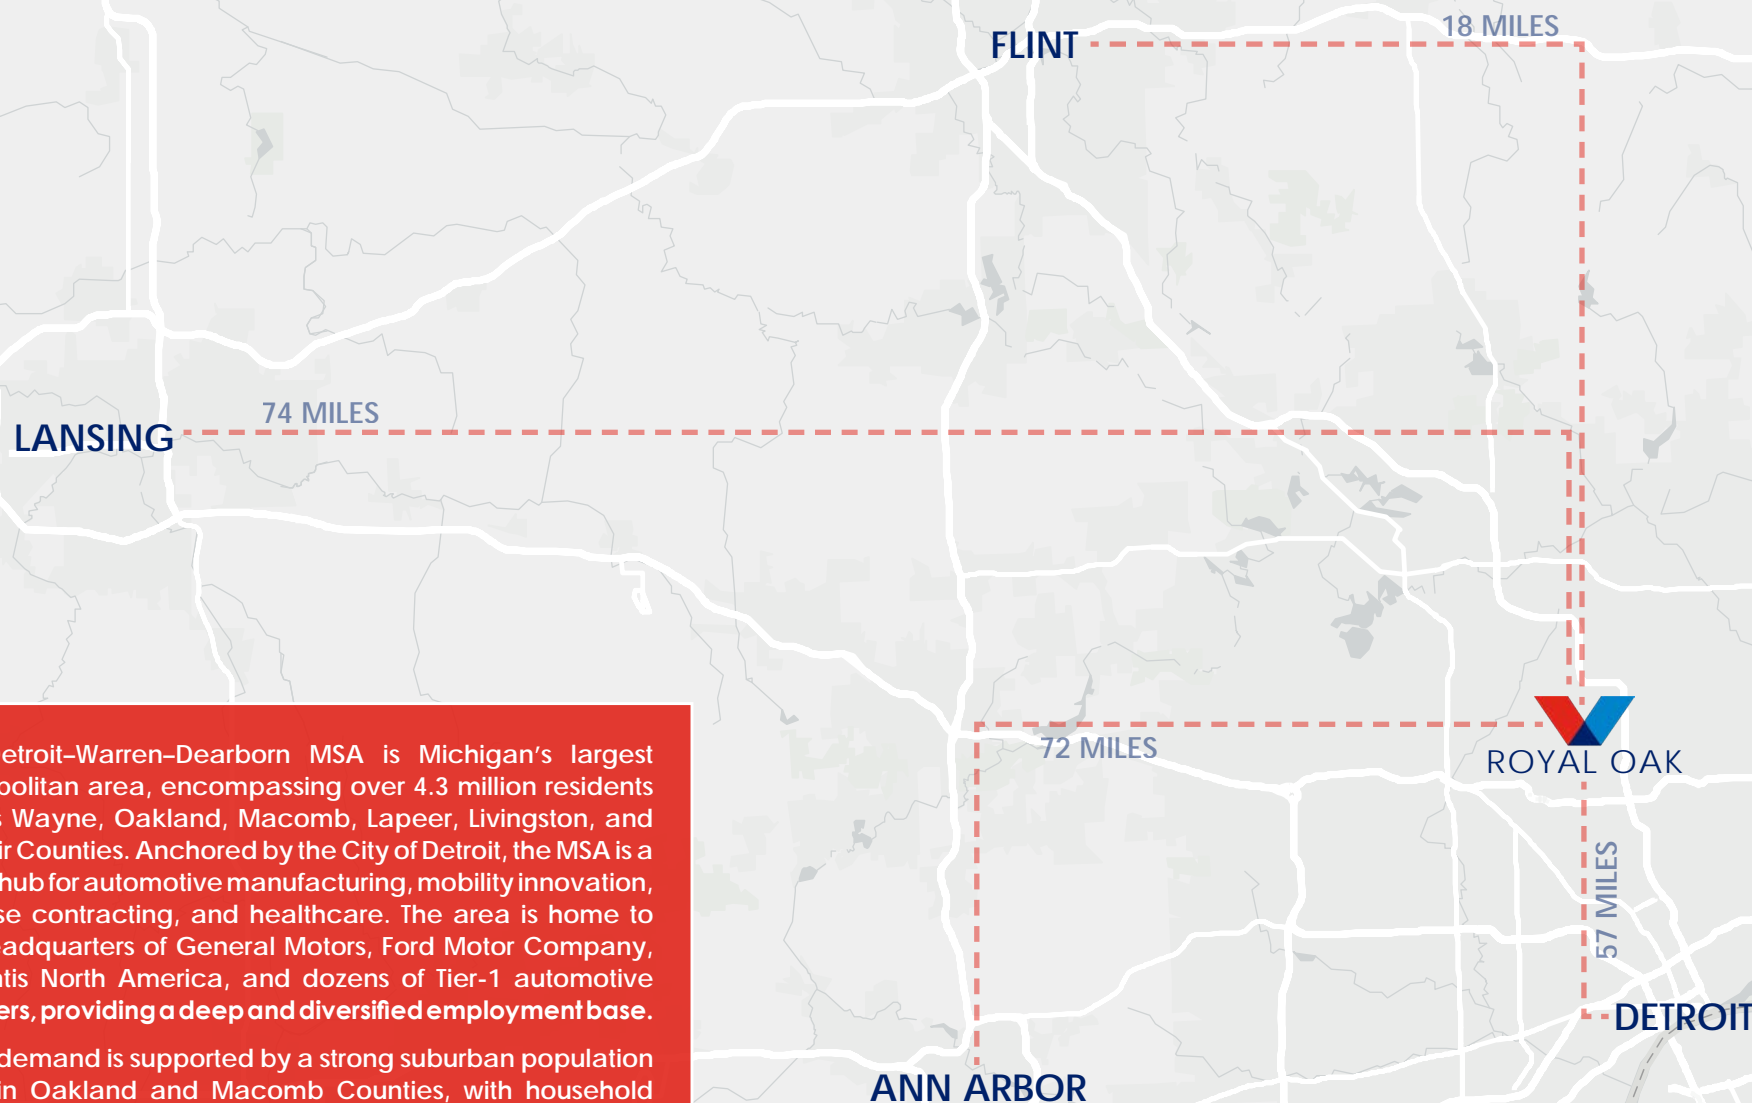 18 MILES
FLINT
74 MILES
LANSING
72 MILES
ROYAL OAK
57 MILES
DETROIT
ANN ARBOR
etroit–Warren–Dearborn MSA is Michigan’s largest
politan area, encompassing over 4.3 million residents
s Wayne, Oakland, Macomb, Lapeer, Livingston, and
ir Counties. Anchored by the City of Detroit, the MSA is a
hub for automotive manufacturing, mobility innovation,
se contracting, and healthcare. The area is home to
eadquarters of General Motors, Ford Motor Company,
ntis North America, and dozens of Tier-1 automotive
ers, providing a deep and diversified employment base.
demand is supported by a strong suburban population
in Oakland and Macomb Counties, with household